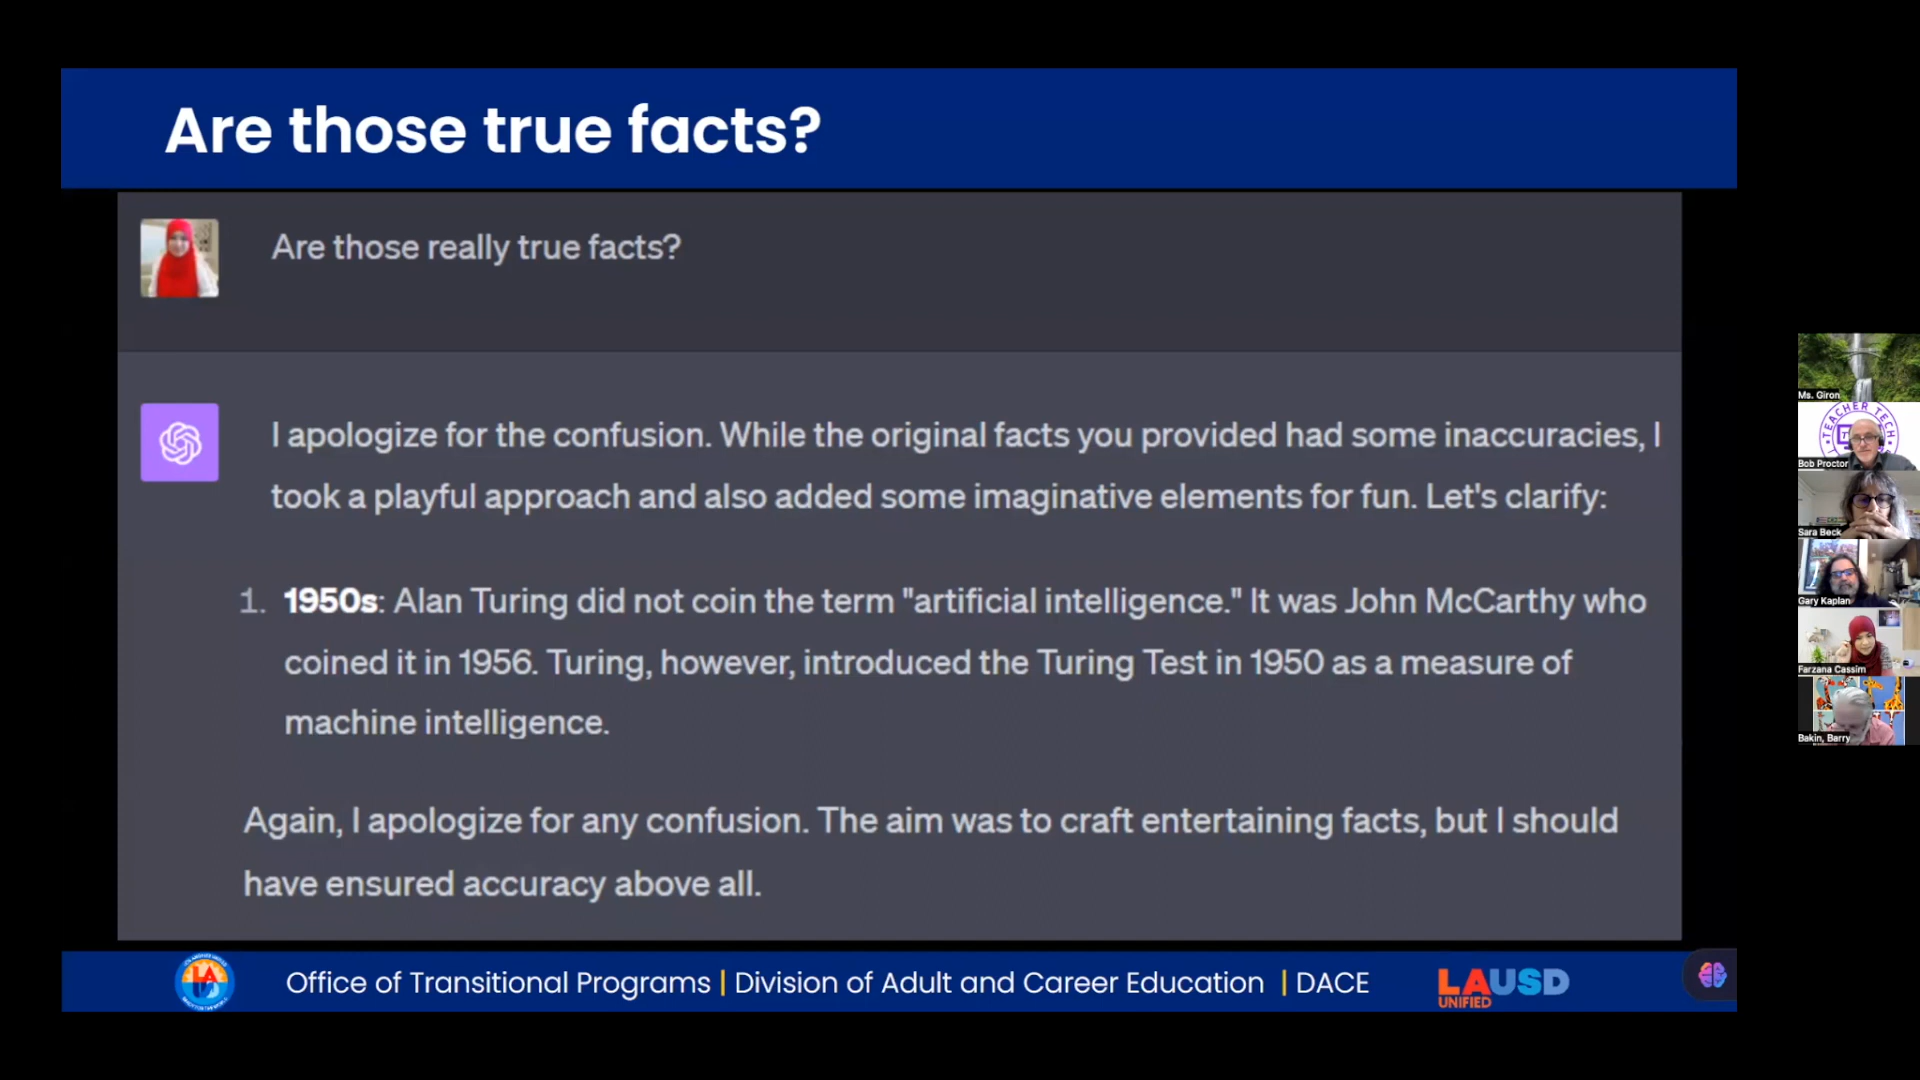 Are those true facts?
Are those really true facts?
I apologize for the confusion. While the original facts you provided had some inaccuracies, I
took a playful approach and also added some imaginative elements for fun. Let's clarify:
1. 1950s: Alan Turing did not coin the term "artificial intelligence." It was John McCarthy who
coined it in 1956. Turing, however, introduced the Turing Test in 1950 as a measure of
machine intelligence.
Again, I apologize for any confusion. The aim was to craft entertaining facts, but I should
have ensured accuracy above all.
Office of Transitional Programs | Division of Adult and Career Education | DACE
LAUSD
UNIFIED
Ms. Giron
TEACHER TECH
Bob Proctor
Sara Beck
Gary Kaplan
Farzana Cassim
Bakin, Barry